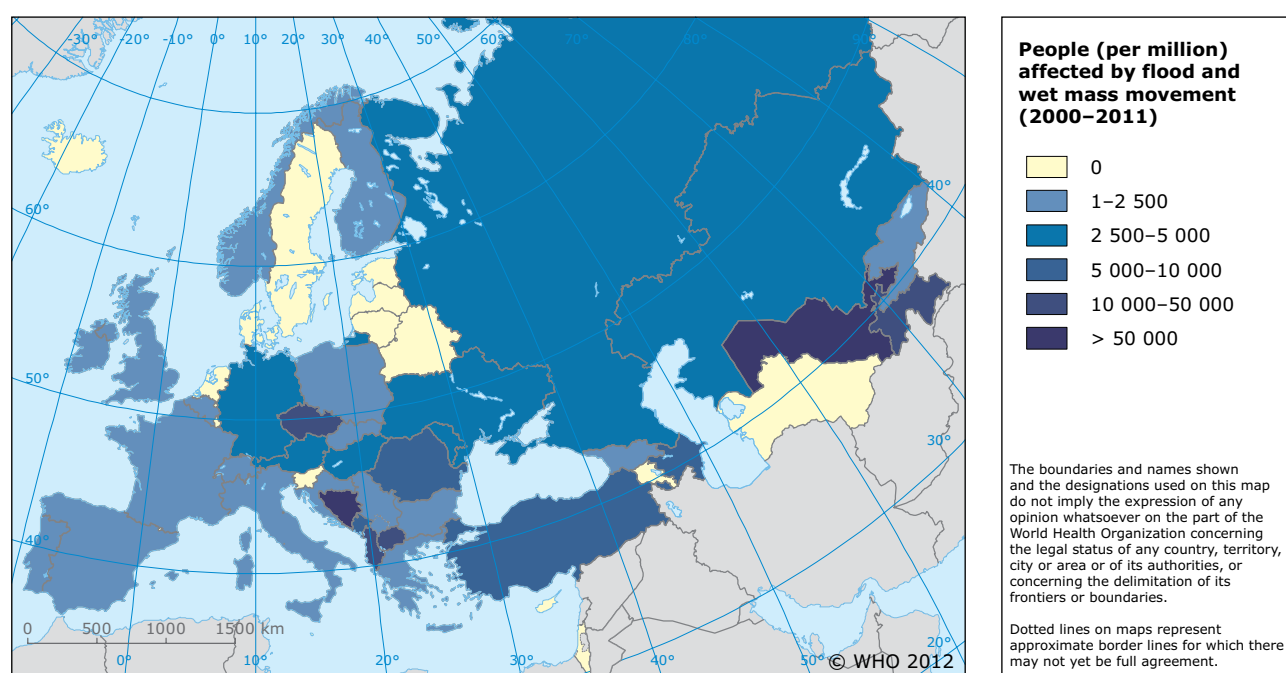 -30° -20° -10° 0° 10° 20° 30° 40° 50° 60° 70° 80° 90°
60°
50°
40°
40°
30°
20°
0 500 1000 1500 km
0° 10° 20° 30° 40° 50°
© WHO 2012
People (per million)
affected by flood and
wet mass movement
(2000–2011)
0
1–2 500
2 500–5 000
5 000–10 000
10 000–50 000
> 50 000
The boundaries and names shown
and the designations used on this map
do not imply the expression of any
opinion whatsoever on the part of the
World Health Organization concerning
the legal status of any country, territory,
city or area or of its authorities, or
concerning the delimitation of its
frontiers or boundaries.
Dotted lines on maps represent
approximate border lines for which there
may not yet be full agreement.